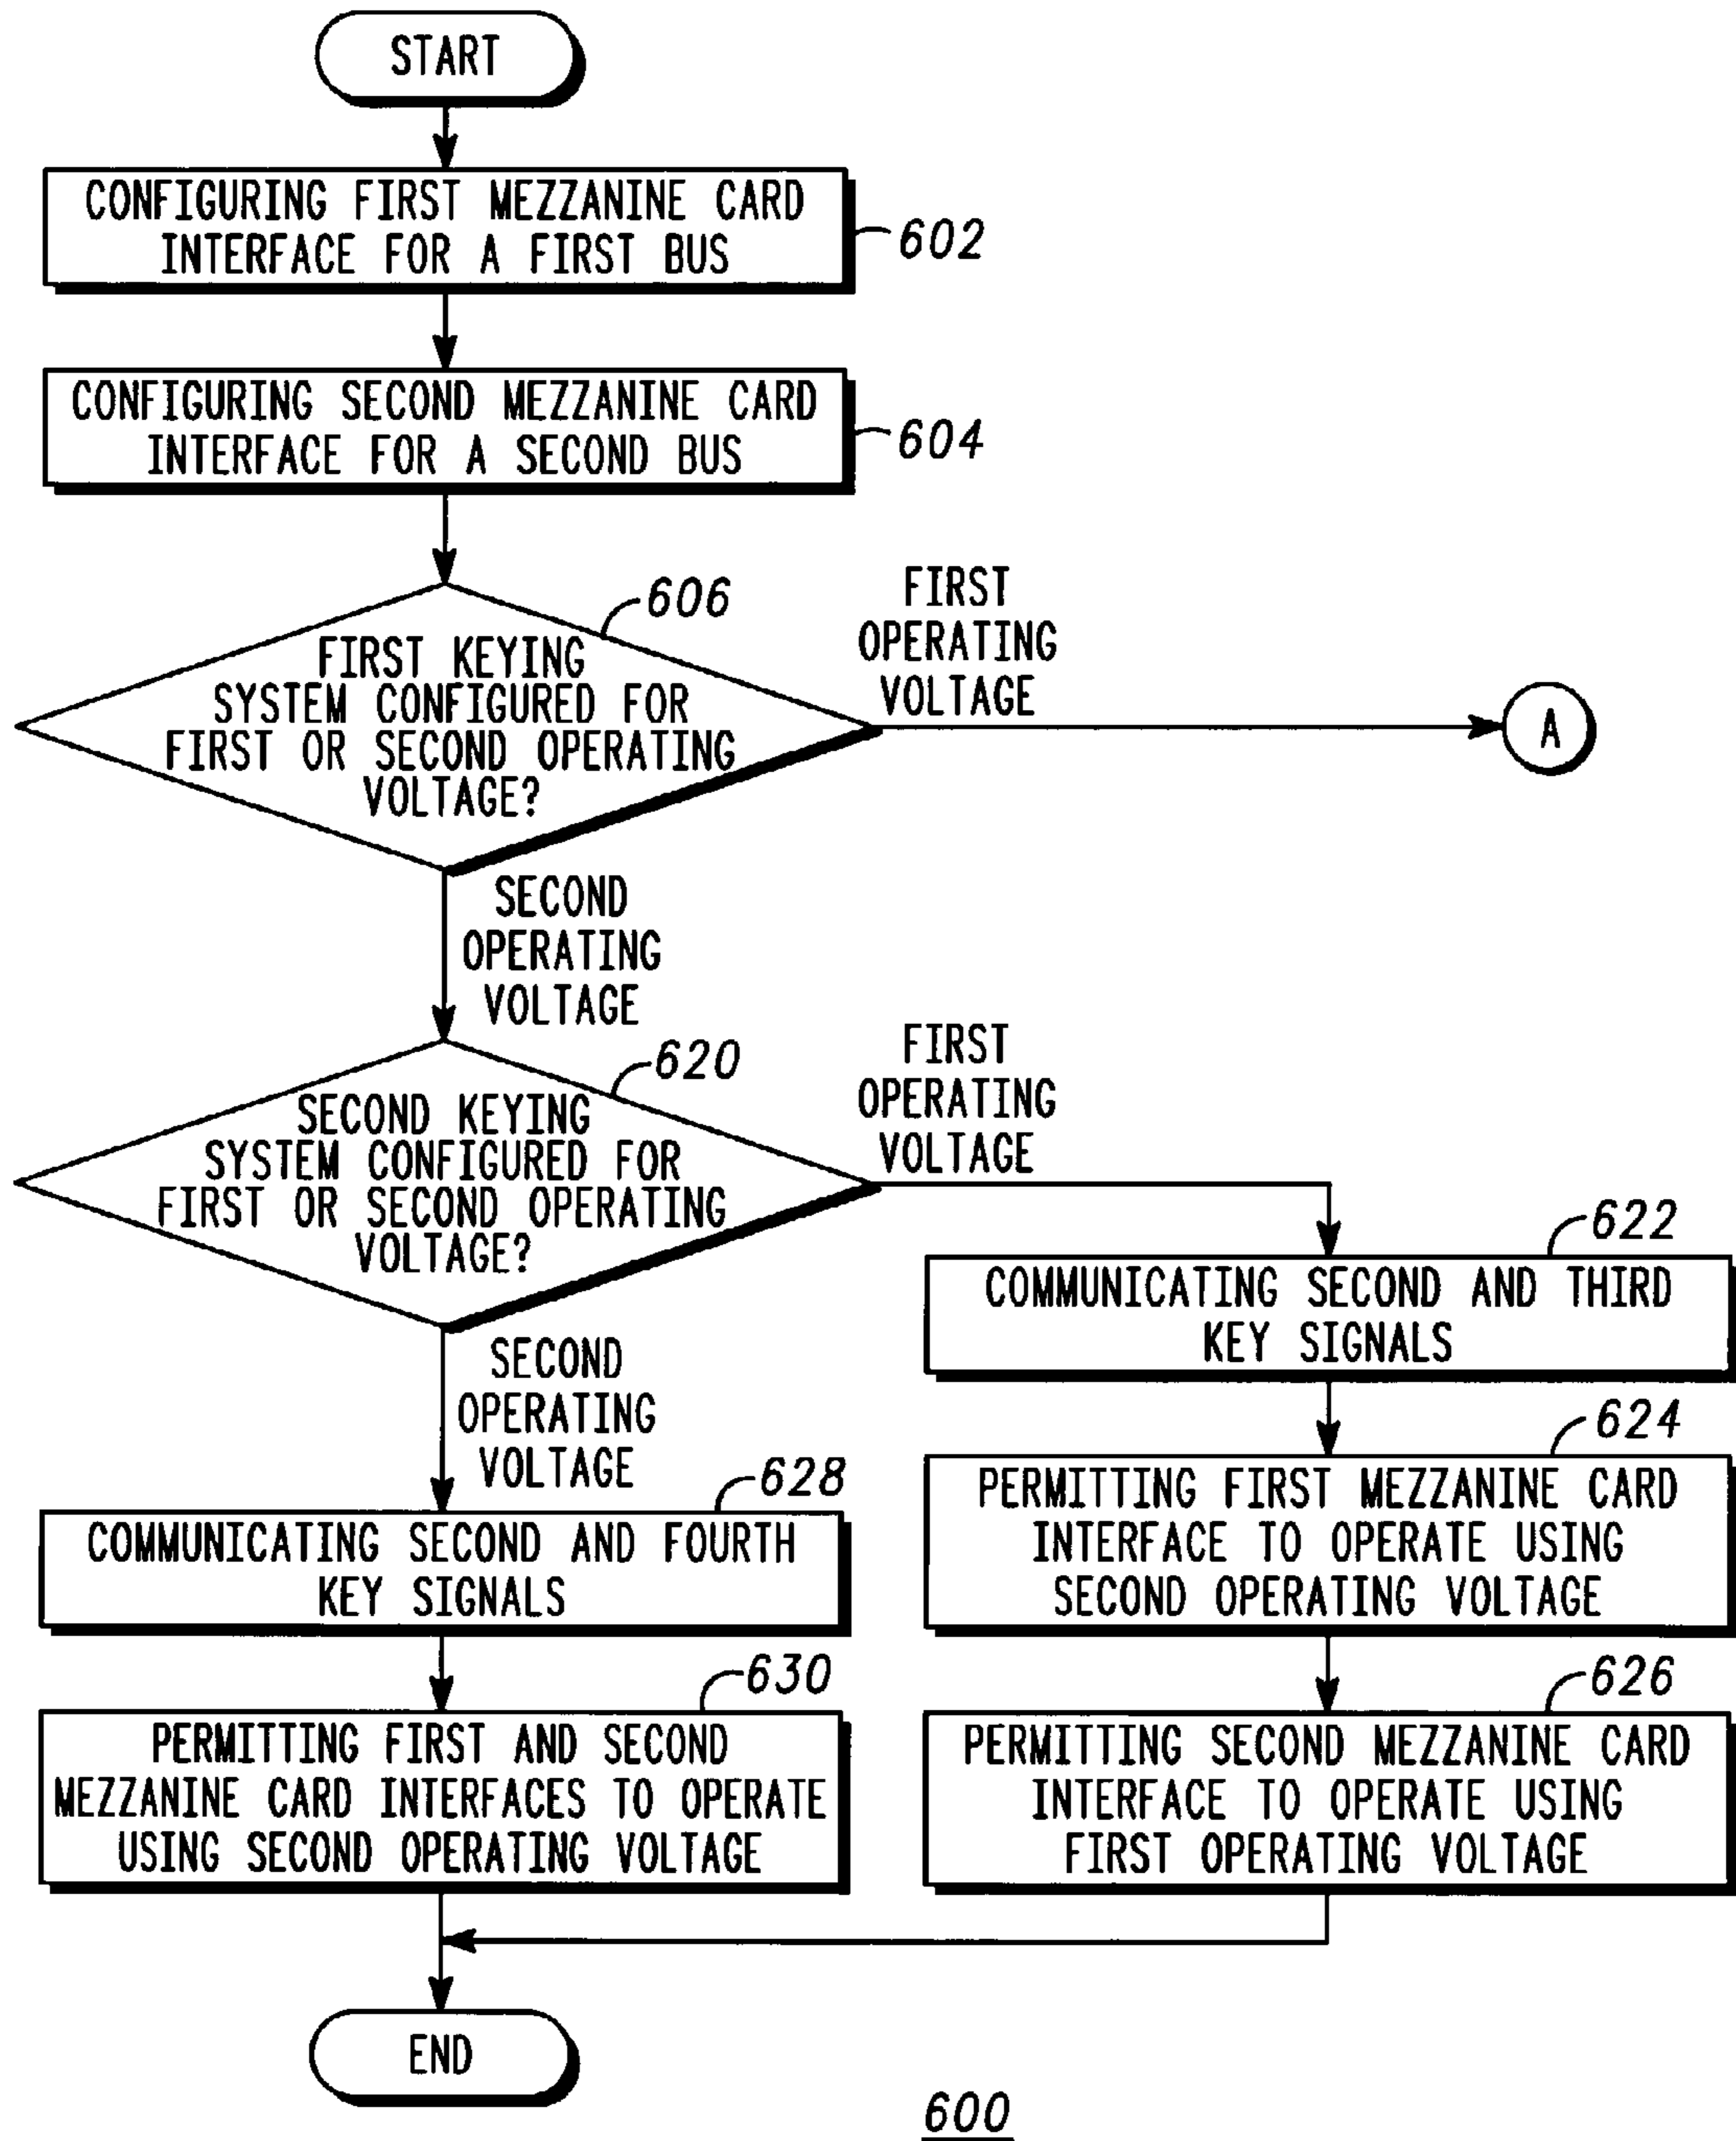 START
CONFIGURING FIRST MEZZANINE CARD
INTERFACE FOR A FIRST BUS
602
CONFIGURING SECOND MEZZANINE CARD
INTERFACE FOR A SECOND BUS
604
606
FIRST KEYING
SYSTEM CONFIGURED FOR
FIRST OR SECOND OPERATING
VOLTAGE?
FIRST
OPERATING
VOLTAGE
A
SECOND
OPERATING
VOLTAGE
620
SECOND KEYING
SYSTEM CONFIGURED FOR
FIRST OR SECOND OPERATING
VOLTAGE?
FIRST
OPERATING
VOLTAGE
622
COMMUNICATING SECOND AND THIRD
KEY SIGNALS
624
PERMITTING FIRST MEZZANINE CARD
INTERFACE TO OPERATE USING
SECOND OPERATING VOLTAGE
626
PERMITTING SECOND MEZZANINE CARD
INTERFACE TO OPERATE USING
FIRST OPERATING VOLTAGE
SECOND
OPERATING
VOLTAGE
628
COMMUNICATING SECOND AND FOURTH
KEY SIGNALS
630
PERMITTING FIRST AND SECOND
MEZZANINE CARD INTERFACES TO OPERATE
USING SECOND OPERATING VOLTAGE
END
600